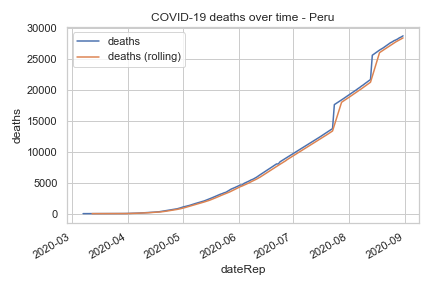 COVID-19 deaths over time - Peru
deaths
deaths (rolling)
30000
25000
20000
15000
10000
5000
0
deaths
2020-03
2020-04
2020-05
2020-06
2020-07
2020-08
2020-09
dateRep